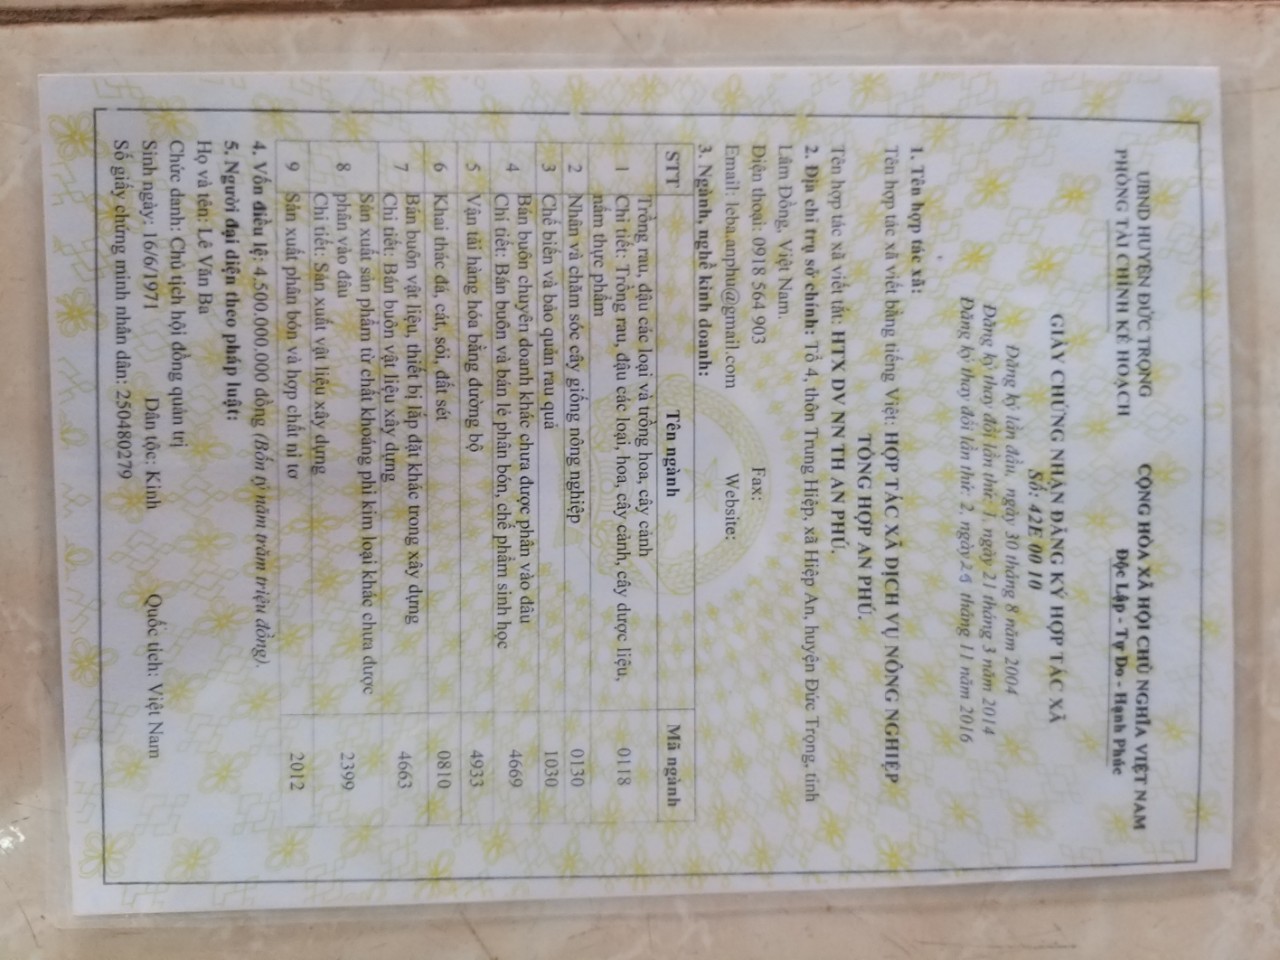 UBND HUYỆN ĐỨC TRỌNG
PHÒNG TÀI CHÍNH KẾ HOẠCH
CỘNG HÒA XÃ HỘI CHỦ NGHĨA VIỆT NAM
Độc Lập - Tự Do - Hạnh Phúc
GIẤY CHỨNG NHẬN ĐĂNG KÝ HỢP TÁC XÃ
Số: 42E 00 10
Đăng ký lần đầu, ngày 30 tháng 8 năm 2004
Đăng ký thay đổi lần thứ: 1, ngày 21 tháng 3 năm 2014
Đăng ký thay đổi lần thứ: 2, ngày tháng 11 năm 2016
1. Tên hợp tác xã:
Tên hợp tác xã viết bằng tiếng Việt: HỢP TÁC XÃ DỊCH VỤ NÔNG NGHIỆP
TỔNG HỢP AN PHÚ.
Tên hợp tác xã viết tắt: HTX DV NN TH AN PHÚ.
2. Địa chỉ trụ sở chính: Tổ 4, thôn Trung Hiệp, xã Hiệp An, huyện Đức Trọng, tỉnh
Lâm Đồng, Việt Nam.
Điện thoại: 0918 564 903 Fax:
Email: leba.anphu@gmail.com Website:
3. Ngành, nghề kinh doanh:
STT Tên ngành Mã ngành
1 Trồng rau, đậu các loại và trồng hoa, cây cảnh
Chi tiết: Trồng rau, đậu các loại, hoa, cây cảnh, cây dược liệu, 0118
nấm thực phẩm
2 Nhân và chăm sóc cây giống nông nghiệp 0130
3 Chế biến và bảo quản rau quả 1030
4 Bán buôn chuyên doanh khác chưa được phân vào đâu 4669
Chi tiết: Bán buôn và bán lẻ phân bón, chế phẩm sinh học
5 Vận tải hàng hóa bằng đường bộ 4933
6 Khai thác đá, cát, sỏi, đất sét 0810
7 Bán buôn vật liệu, thiết bị lắp đặt khác trong xây dựng 4663
Chi tiết: Bán buôn vật liệu xây dựng
8 Sản xuất sản phẩm từ chất khoáng phi kim loại khác chưa được
phân vào đâu 2399
Chi tiết: Sản xuất vật liệu xây dựng
9 Sản xuất phân bón và hợp chất ni tơ 2012
4. Vốn điều lệ: 4.500.000.000 đồng (Bốn tỷ năm trăm triệu đồng).
5. Người đại diện theo pháp luật:
Họ và tên: Lê Văn Ba
Chức danh: Chủ tịch hội đồng quản trị
Sinh ngày: 16/6/1971 Dân tộc: Kinh Quốc tịch: Việt Nam
Số giấy chứng minh nhân dân: 250480279